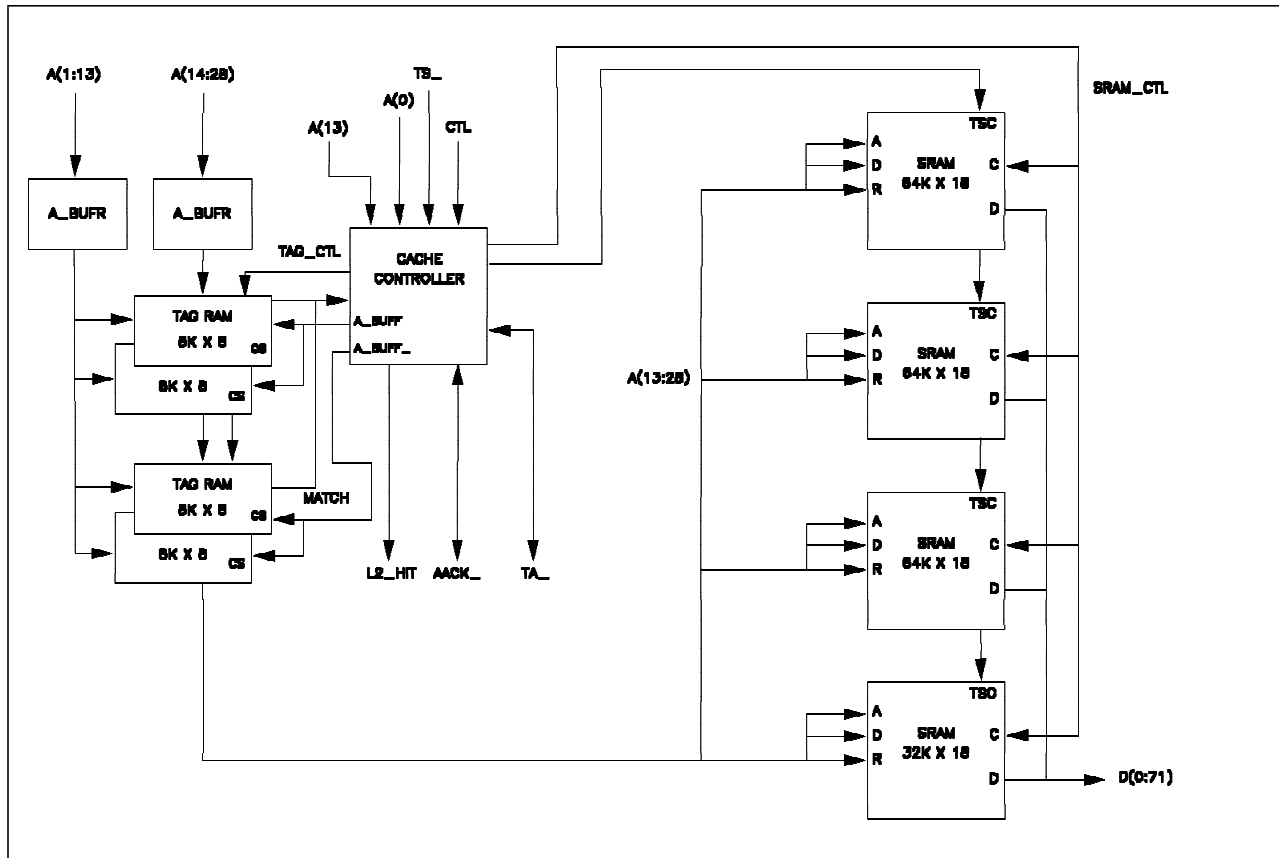 A(1:13)
A(14:28)
TS_
A(0)
A(13)
CTL
SRAM_CTL
A_BUFR
A_BUFR
TAG_CTL
CACHE
CONTROLLER
A_BUFF
A_BUFF_
TAG RAM
8K X 8
CS
8K X 8
CS
TAG RAM
8K X 8
CS
8K X 8
CS
MATCH
L2_HIT
AACK_
TA_
A(13:28)
TSC
A
D
R
SRAM
64K X 18
C
D
TSC
A
D
R
SRAM
64K X 18
C
D
TSC
A
D
R
SRAM
64K X 18
C
D
TSC
A
D
R
SRAM
32K X 18
C
D
D(0:71)